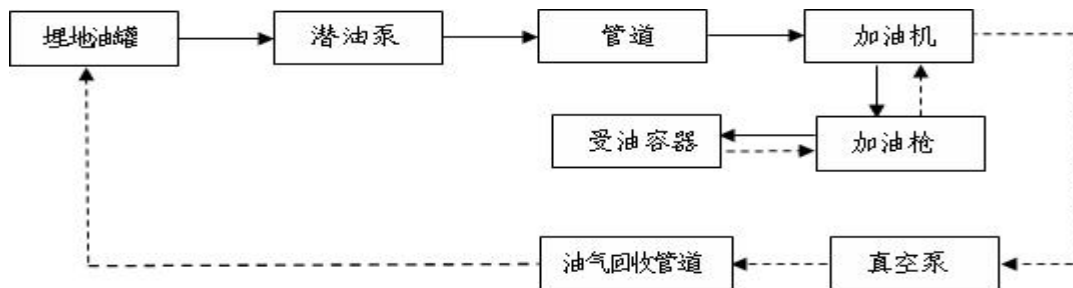 埋地油罐
潜油泵
管道
加油机
受油容器
加油枪
油气回收管道
真空泵